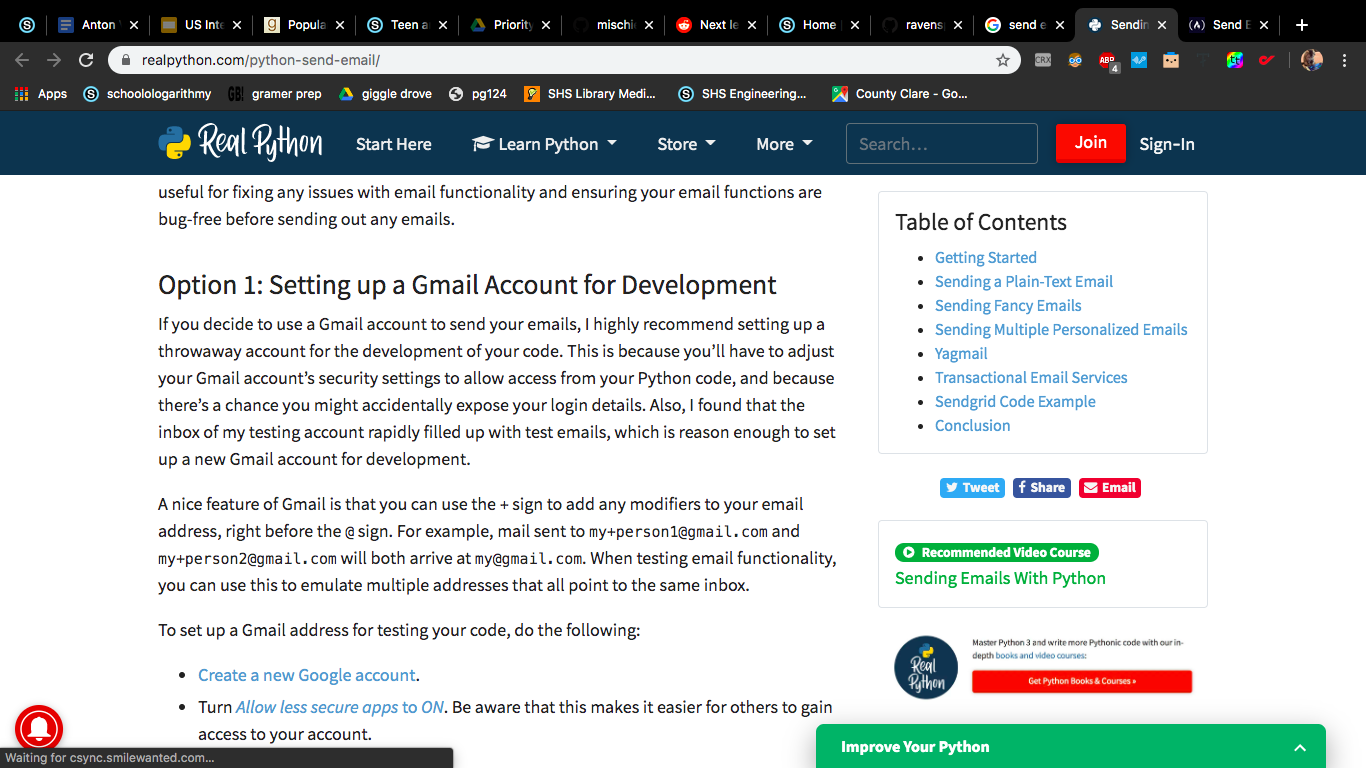 Anton
US Inte
Popula
Teen a
Priority
mischi
Next le
Home
ravens
send e
Sendin
Send E
realpython.com/python-send-email/
CRX
ABP
4
Apps
schoolologarithmy
GB!
gramer prep
giggle drove
pg124
SHS Library Medi...
SHS Engineering...
County Clare - Go...
Real Python
Start Here
Learn Python
Store
More
Search...
Join
Sign-In
useful for fixing any issues with email functionality and ensuring your email functions are
bug-free before sending out any emails.
Option 1: Setting up a Gmail Account for Development
If you decide to use a Gmail account to send your emails, I highly recommend setting up a
throwaway account for the development of your code. This is because you’ll have to adjust
your Gmail account’s security settings to allow access from your Python code, and because
there’s a chance you might accidentally expose your login details. Also, I found that the
inbox of my testing account rapidly filled up with test emails, which is reason enough to set
up a new Gmail account for development.
A nice feature of Gmail is that you can use the + sign to add any modifiers to your email
address, right before the @ sign. For example, mail sent to my+person1@gmail.com and
my+person2@gmail.com will both arrive at my@gmail.com. When testing email functionality,
you can use this to emulate multiple addresses that all point to the same inbox.
To set up a Gmail address for testing your code, do the following:
• Create a new Google account.
• Turn Allow less secure apps to ON. Be aware that this makes it easier for others to gain
access to your account.
Waiting for csync.smilewanted.com...
Table of Contents
• Getting Started
• Sending a Plain-Text Email
• Sending Fancy Emails
• Sending Multiple Personalized Emails
• Yagmail
• Transactional Email Services
• Sendgrid Code Example
• Conclusion
Tweet
Share
Email
Recommended Video Course
Sending Emails With Python
Real Python
Master Python 3 and write more Pythonic code with our in-
depth books and video courses:
Get Python Books & Courses »
Improve Your Python